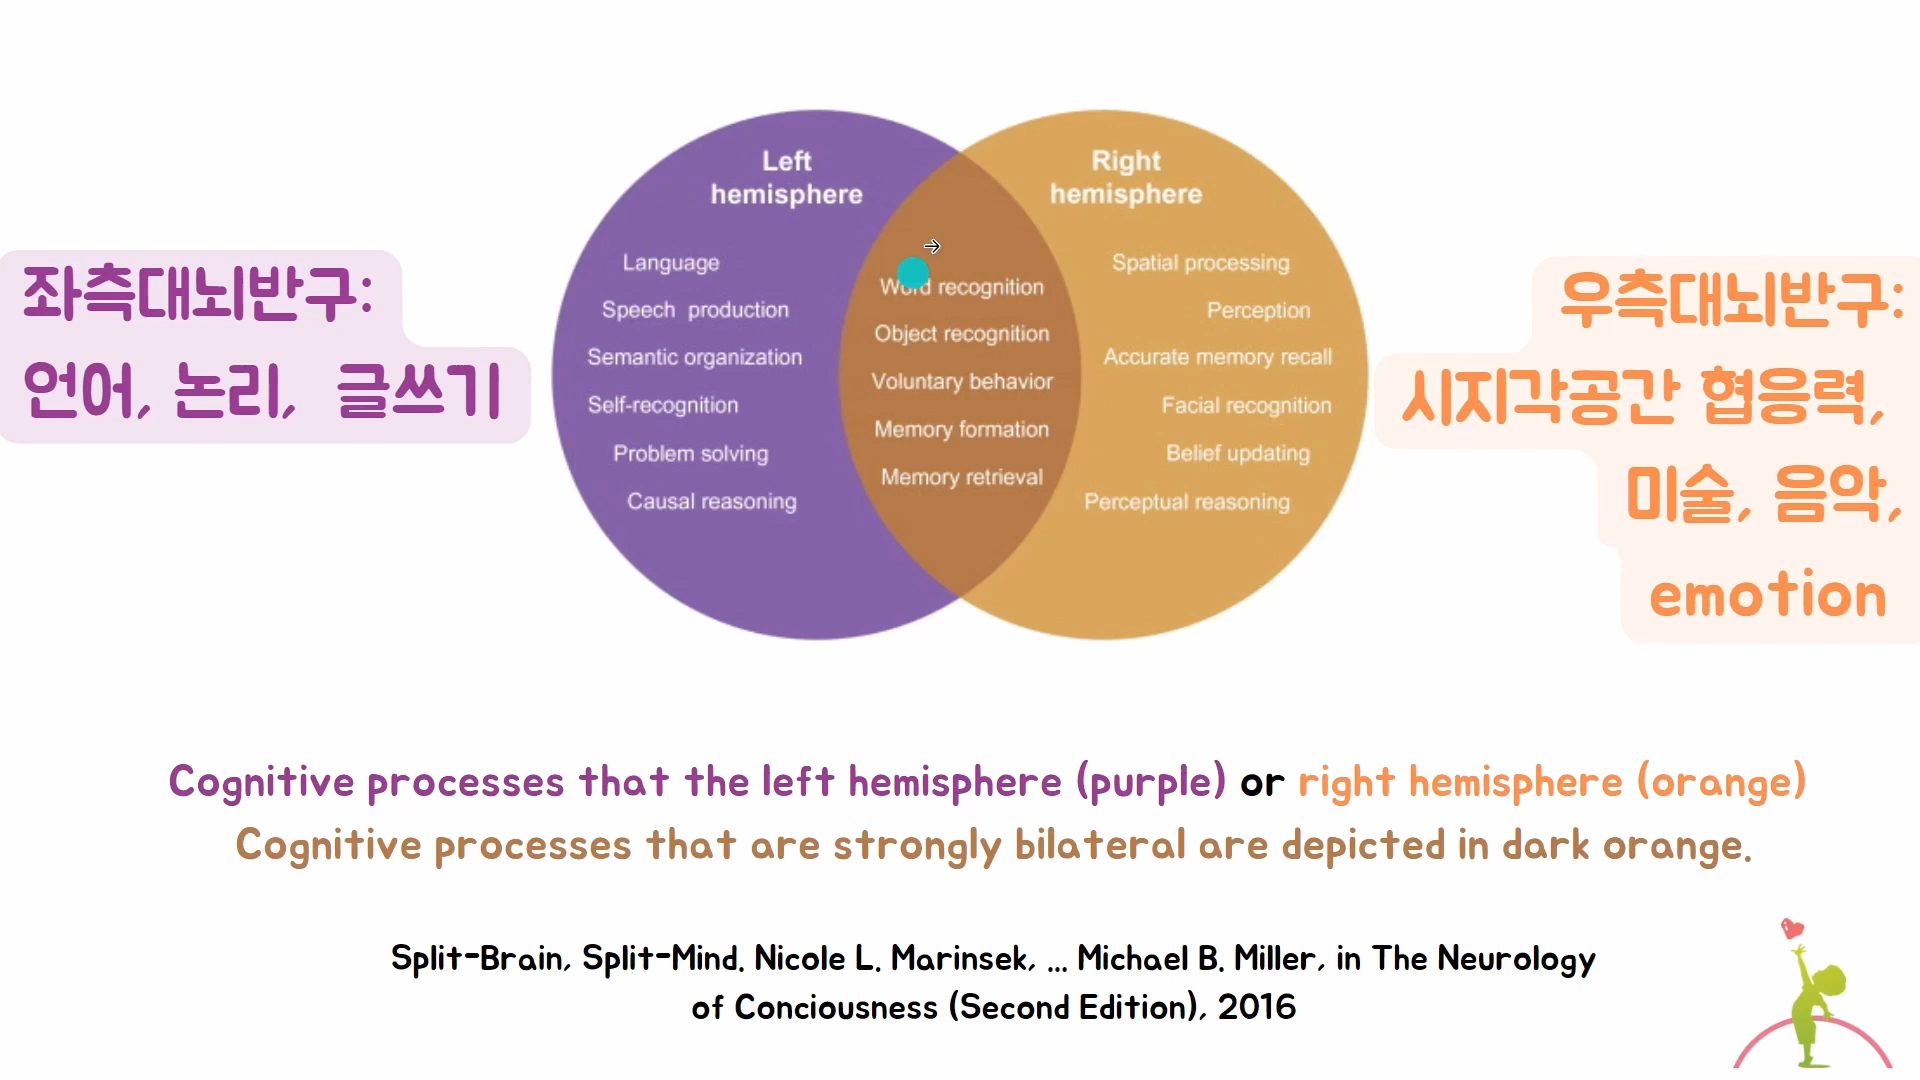 좌측대뇌반구:
언어, 논리, 글쓰기
Left
hemisphere
Language
Speech production
Semantic organization
Self-recognition
Problem solving
Causal reasoning
Word recognition
Object recognition
Voluntary behavior
Memory formation
Memory retrieval
Right
hemisphere
Spatial processing
Perception
Accurate memory recall
Facial recognition
Belief updating
Perceptual reasoning
우측대뇌반구:
시지각공간 협응력,
미술, 음악,
emotion
Cognitive processes that the left hemisphere (purple) or right hemisphere (orange)
Cognitive processes that are strongly bilateral are depicted in dark orange.
Split-Brain, Split-Mind. Nicole L. Marinsek, ... Michael B. Miller, in The Neurology
of Conciousness (Second Edition), 2016